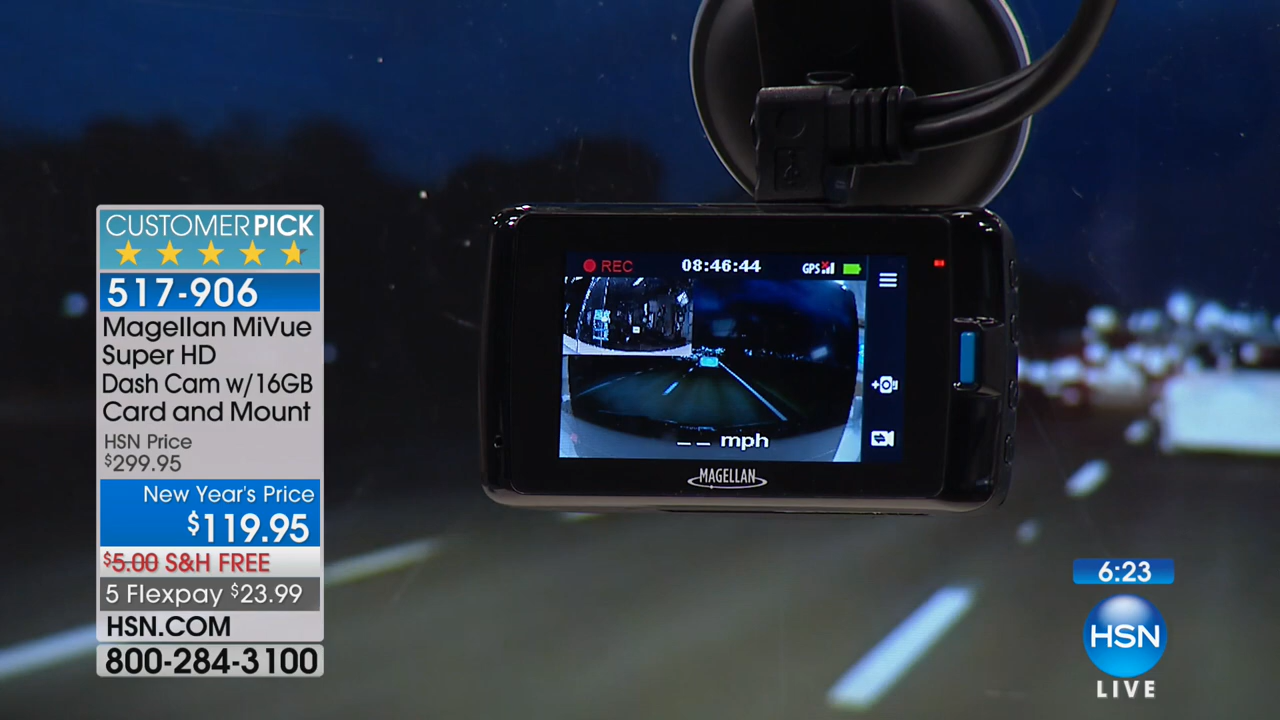 CUSTOMER PICK
517-906
Magellan MiVue
Super HD
Dash Cam w/16GB
Card and Mount
HSN Price
$299.95
New Year's Price
$119.95
$5.00 S&H FREE
5 Flexpay $23.99
HSN.COM
800-284-3100
REC
08:46:44
GPS
_ _ mph
MAGELLAN
6:23
HSN
LIVE